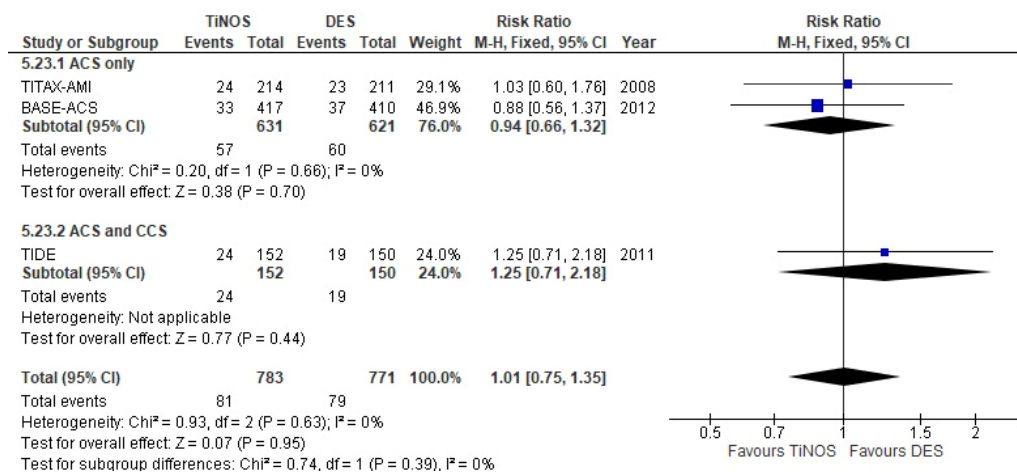 TiNOS DES Risk Ratio Risk Ratio
Study or Subgroup Events Total Events Total Weight M-H, Fixed, 95% CI Year M-H, Fixed, 95% CI
5.23.1 ACS only
TITAX-AMI 24 214 23 211 29.1% 1.03 [0.60, 1.76] 2008
BASE-ACS 33 417 37 410 46.9% 0.88 [0.56, 1.37] 2012
Subtotal (95% CI) 631 621 76.0% 0.94 [0.66, 1.32]
Total events 57 60
Heterogeneity: Chi² = 0.20, df = 1 (P = 0.66); I² = 0%
Test for overall effect: Z = 0.38 (P = 0.70)
5.23.2 ACS and CCS
TIDE 24 152 19 150 24.0% 1.25 [0.71, 2.18] 2011
Subtotal (95% CI) 152 150 24.0% 1.25 [0.71, 2.18]
Total events 24 19
Heterogeneity: Not applicable
Test for overall effect: Z = 0.77 (P = 0.44)
Total (95% CI) 783 771 100.0% 1.01 [0.75, 1.35]
Total events 81 79
Heterogeneity: Chi² = 0.93, df = 2 (P = 0.63); I² = 0%
Test for overall effect: Z = 0.07 (P = 0.95)
Test for subgroup differences: Chi² = 0.74, df = 1 (P = 0.39), I² = 0%
0.5 0.7 1 1.5 2
Favours TiNOS Favours DES